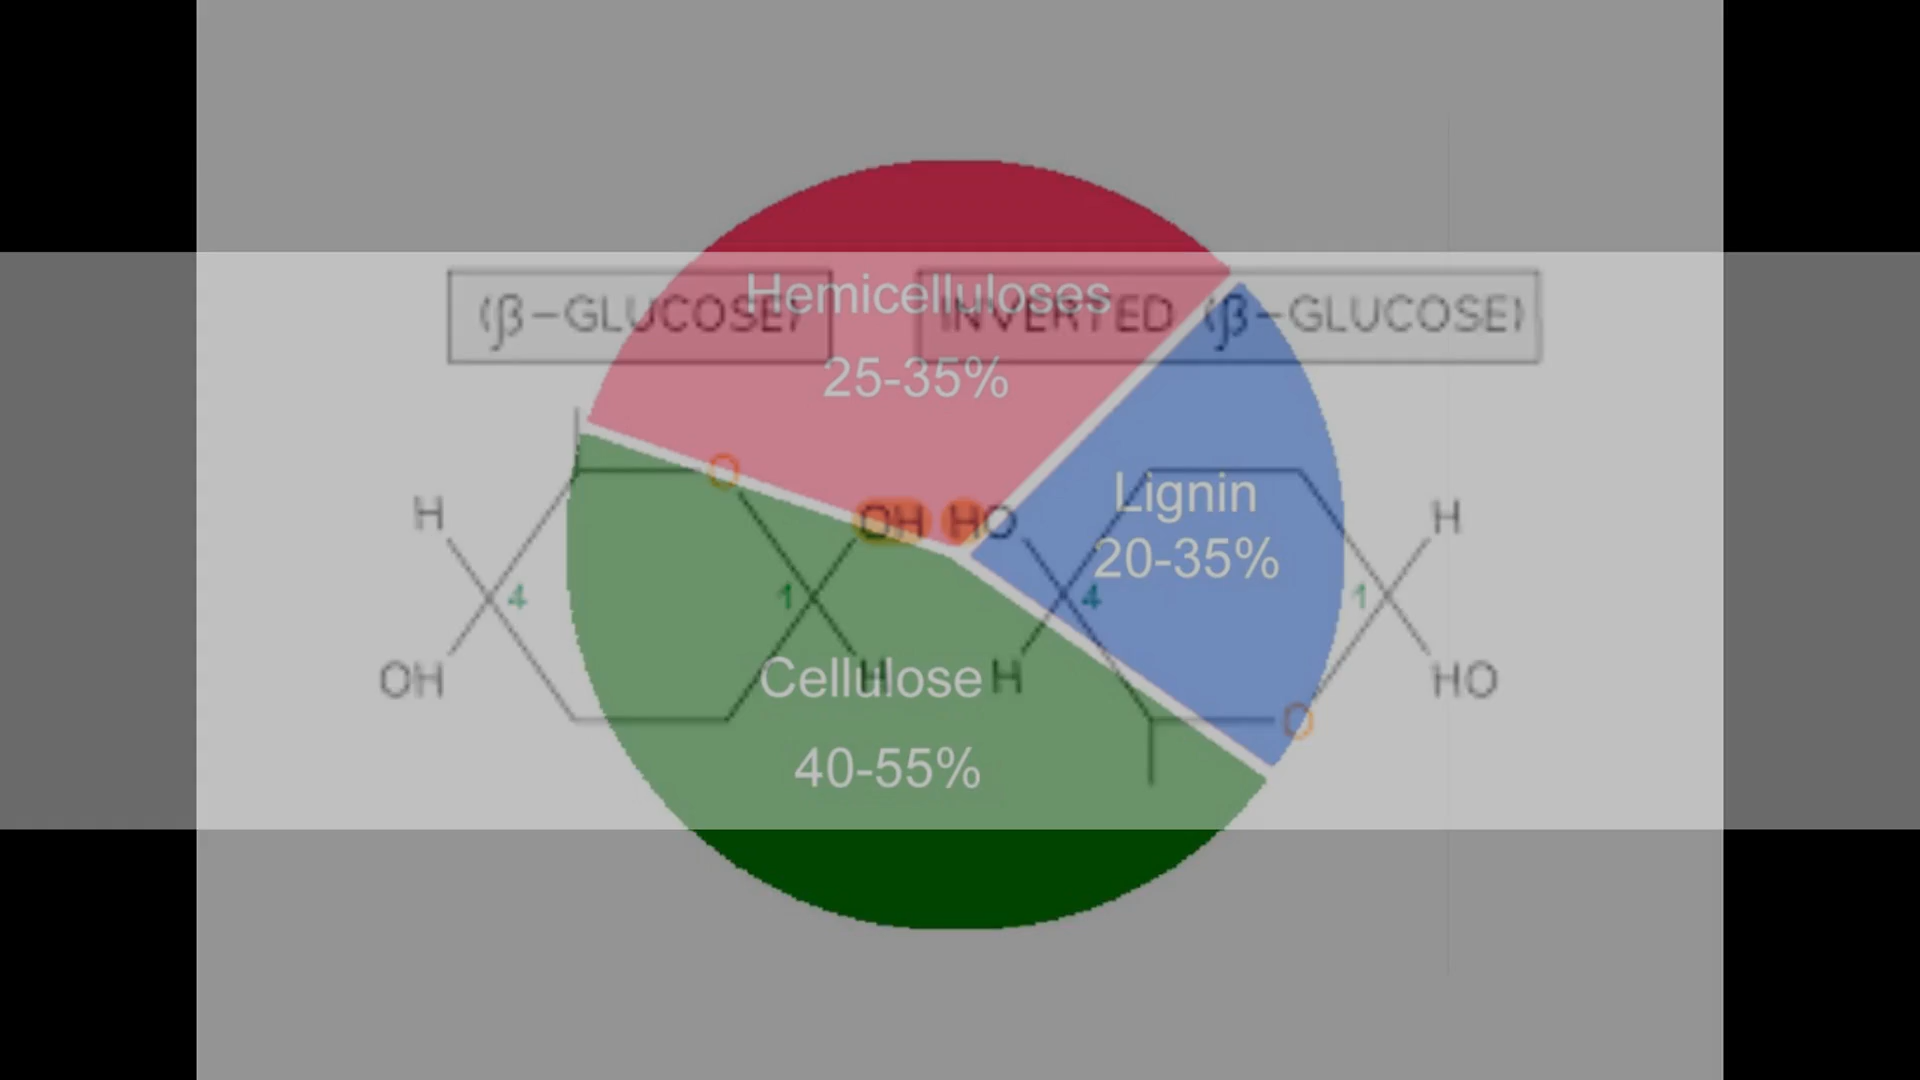 Hemicelluloses
25-35%
Lignin
20-35%
Cellulose
40-55%
(β-GLUCOSE)
INVERTED (β-GLUCOSE)
H
O
OH
4
1
OH
H
HO
H
4
1
H
HO
O